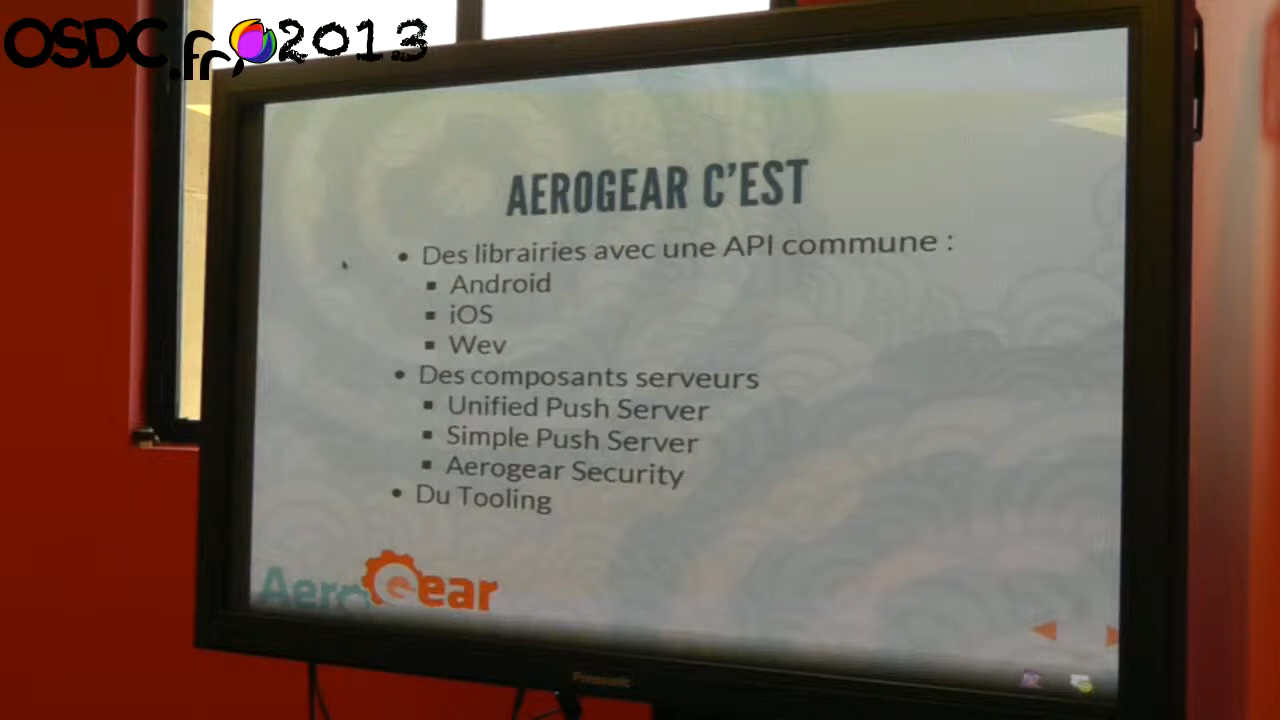 OSDC.fr 2013
AEROGEAR C'EST
Des librairies avec une API commune :
Android
iOS
Wev
Des composants serveurs
Unified Push Server
Simple Push Server
Aerogear Security
Du Tooling
AeroGear
Panasonic